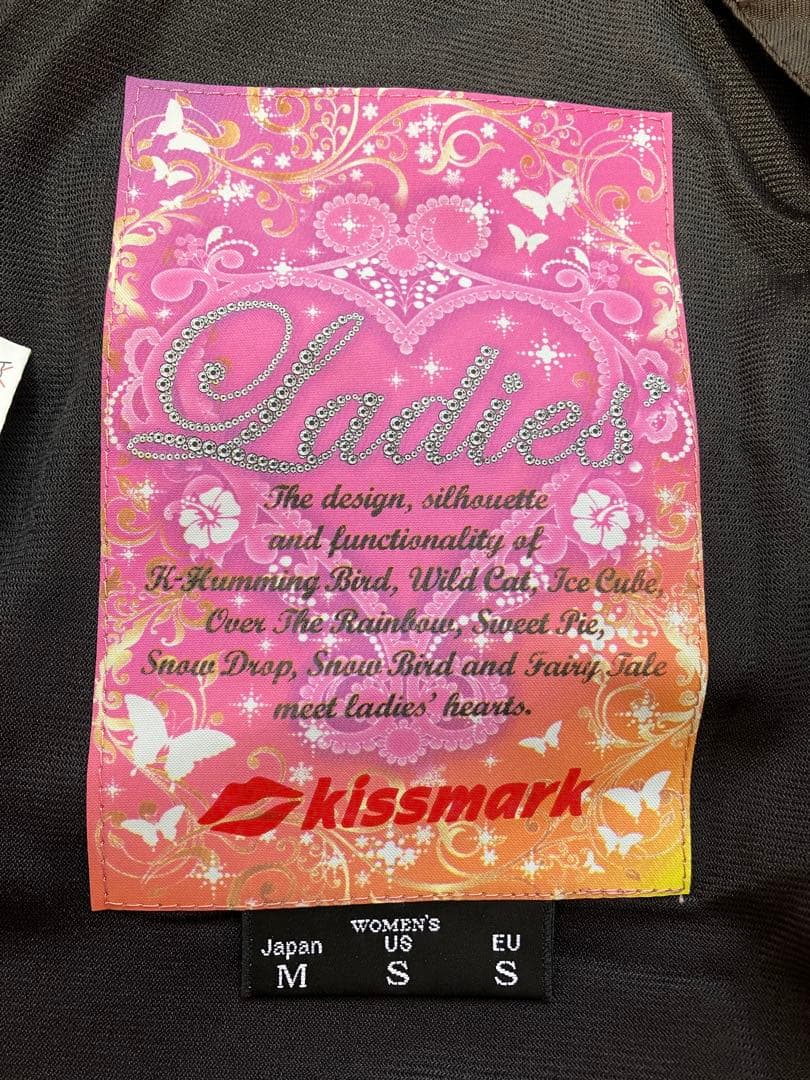 Ladies'
The design, silhouette
and functionality of
K-Humming Bird, Wild Cat, Ice Cube,
Over The Rainbow, Sweet Pie,
Snow Drop, Snow Bird and Fairy Tale
meet ladies' hearts.
kissmark
WOMEN'S
Japan US EU
M S S